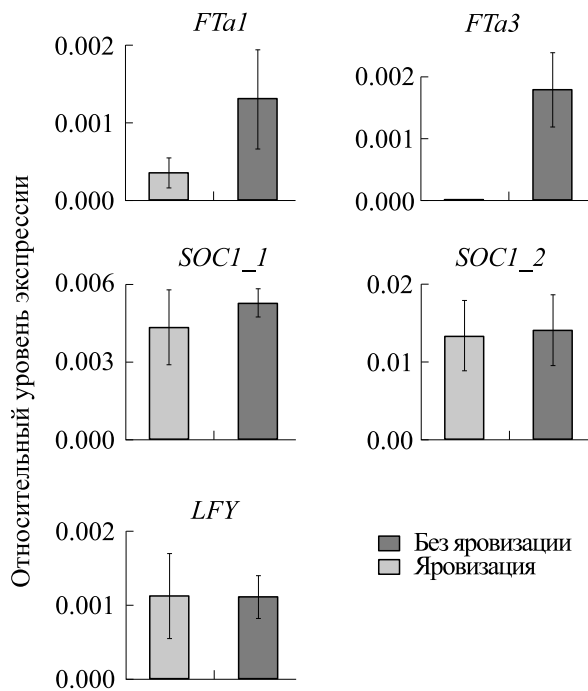 FTa1
FTa3
0.002
0.001
0.000
0.002
0.001
0.000
SOC1_1
SOC1_2
0.006
0.003
0.000
0.02
0.01
0.00
LFY
0.002
0.001
0.000
Относительный уровень экспрессии
Без яровизации
Яровизация